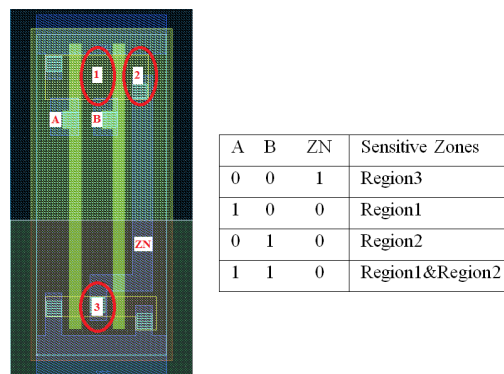 1
2
A
B
ZN
3
A B ZN Sensitive Zones
0 0 1 Region3
1 0 0 Region1
0 1 0 Region2
1 1 0 Region1&Region2